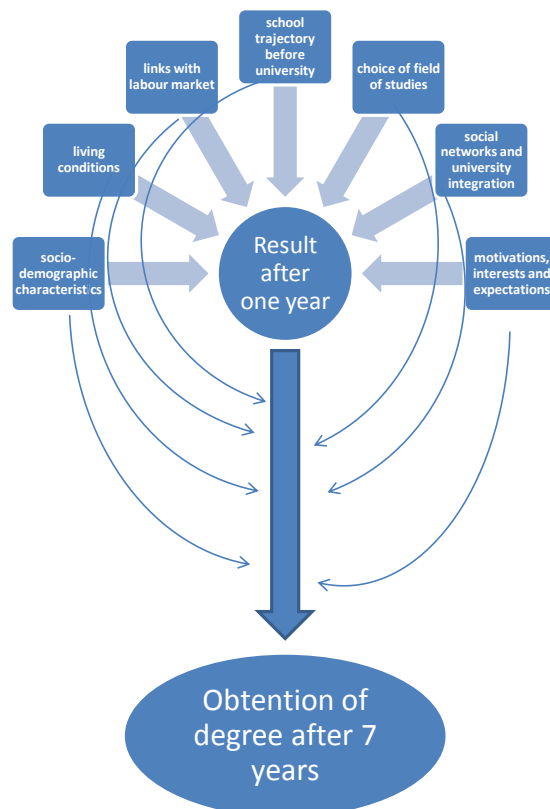 school
trajectory
before
university
links with
labour market
choice of field
of studies
living
conditions
social
networks and
university
integration
socio-
demographic
characteristics
Result
after
one year
motivations,
interests and
expectations
Obtention of
degree after 7
years